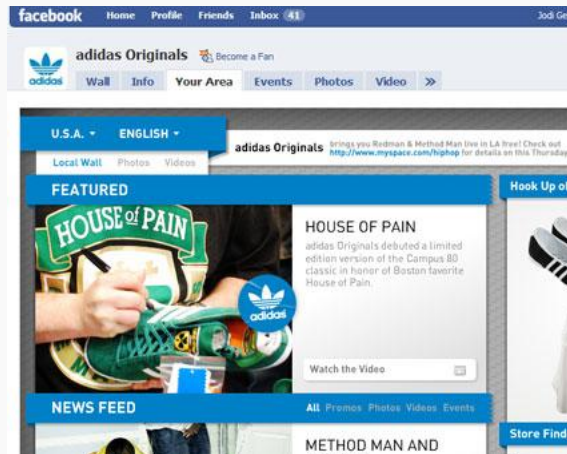 facebook Home Profile Friends Inbox 41 Jodi Ge
adidas Originals Become a Fan
adidas
Wall Info Your Area Events Photos Video »
U.S.A. ENGLISH
adidas Originals brings you Redman & Method Man live in LA free! Check out
http://www.myspace.com/hiphop for details on this Thursday
Local Wall Photos Videos
FEATURED
Hook Up of
HOUSE of PAIN
HOUSE OF PAIN
adidas Originals debuted a limited
edition version of the Campus 80
classic in honor of Boston favorite
House of Pain.
adidas
Watch the Video
NEWS FEED All Promos Photos Videos Events
METHOD MAN AND
Store Find